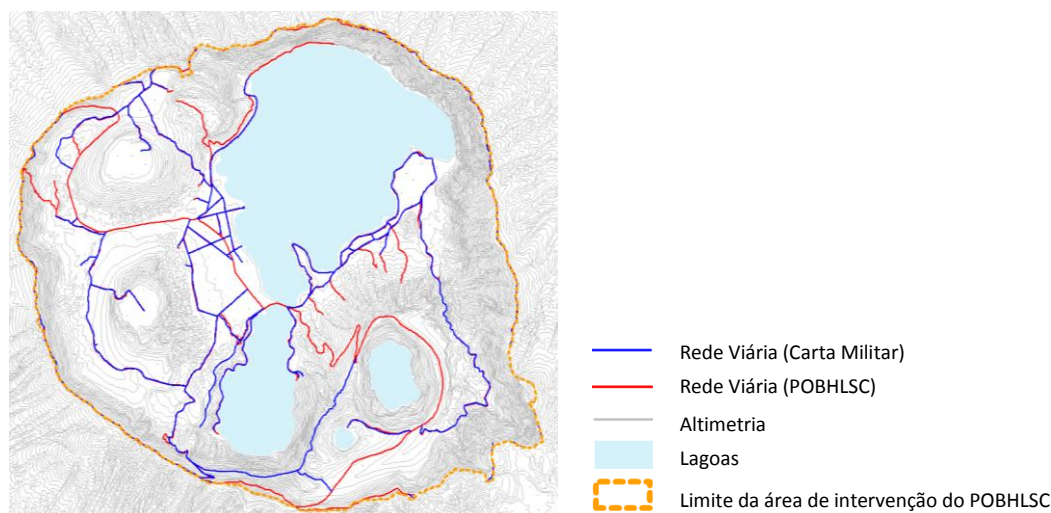 Rede Viária (Carta Militar)
Rede Viária (POBHLSC)
Altimetria
Lagoas
Limite da área de intervenção do POBHLSC